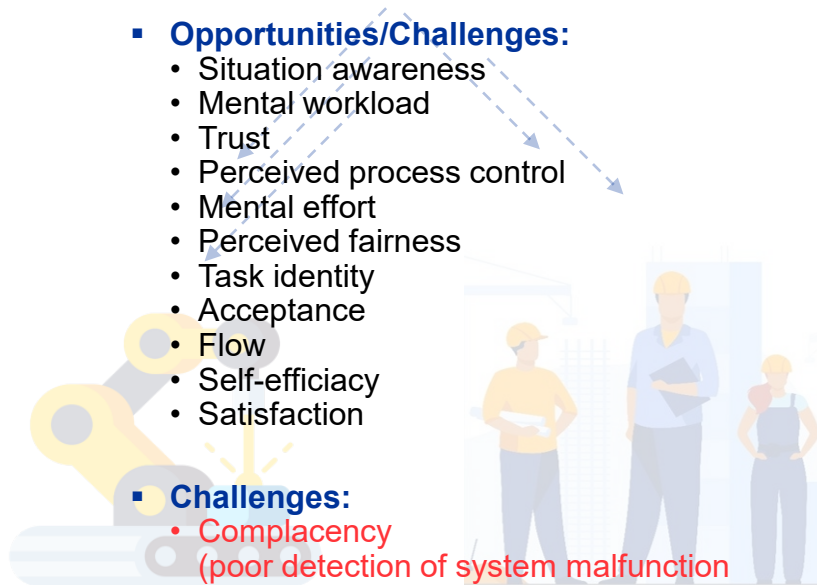 ▪ Opportunities/Challenges:
• Situation awareness
• Mental workload
• Trust
• Perceived process control
• Mental effort
• Perceived fairness
• Task identity
• Acceptance
• Flow
• Self-efficiacy
• Satisfaction
▪ Challenges:
• Complacency
(poor detection of system malfunction